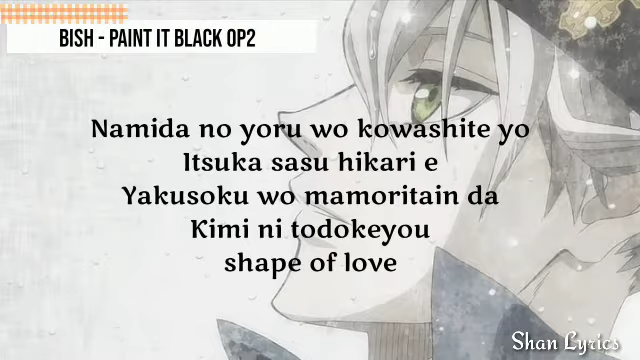 BISH - PAINT IT BLACK OP2
Namida no yoru wo kowashite yo
Itsuka sasu hikari e
Yakusoku wo mamoritain da
Kimi ni todokeyou
shape of love
Shan Lyrics